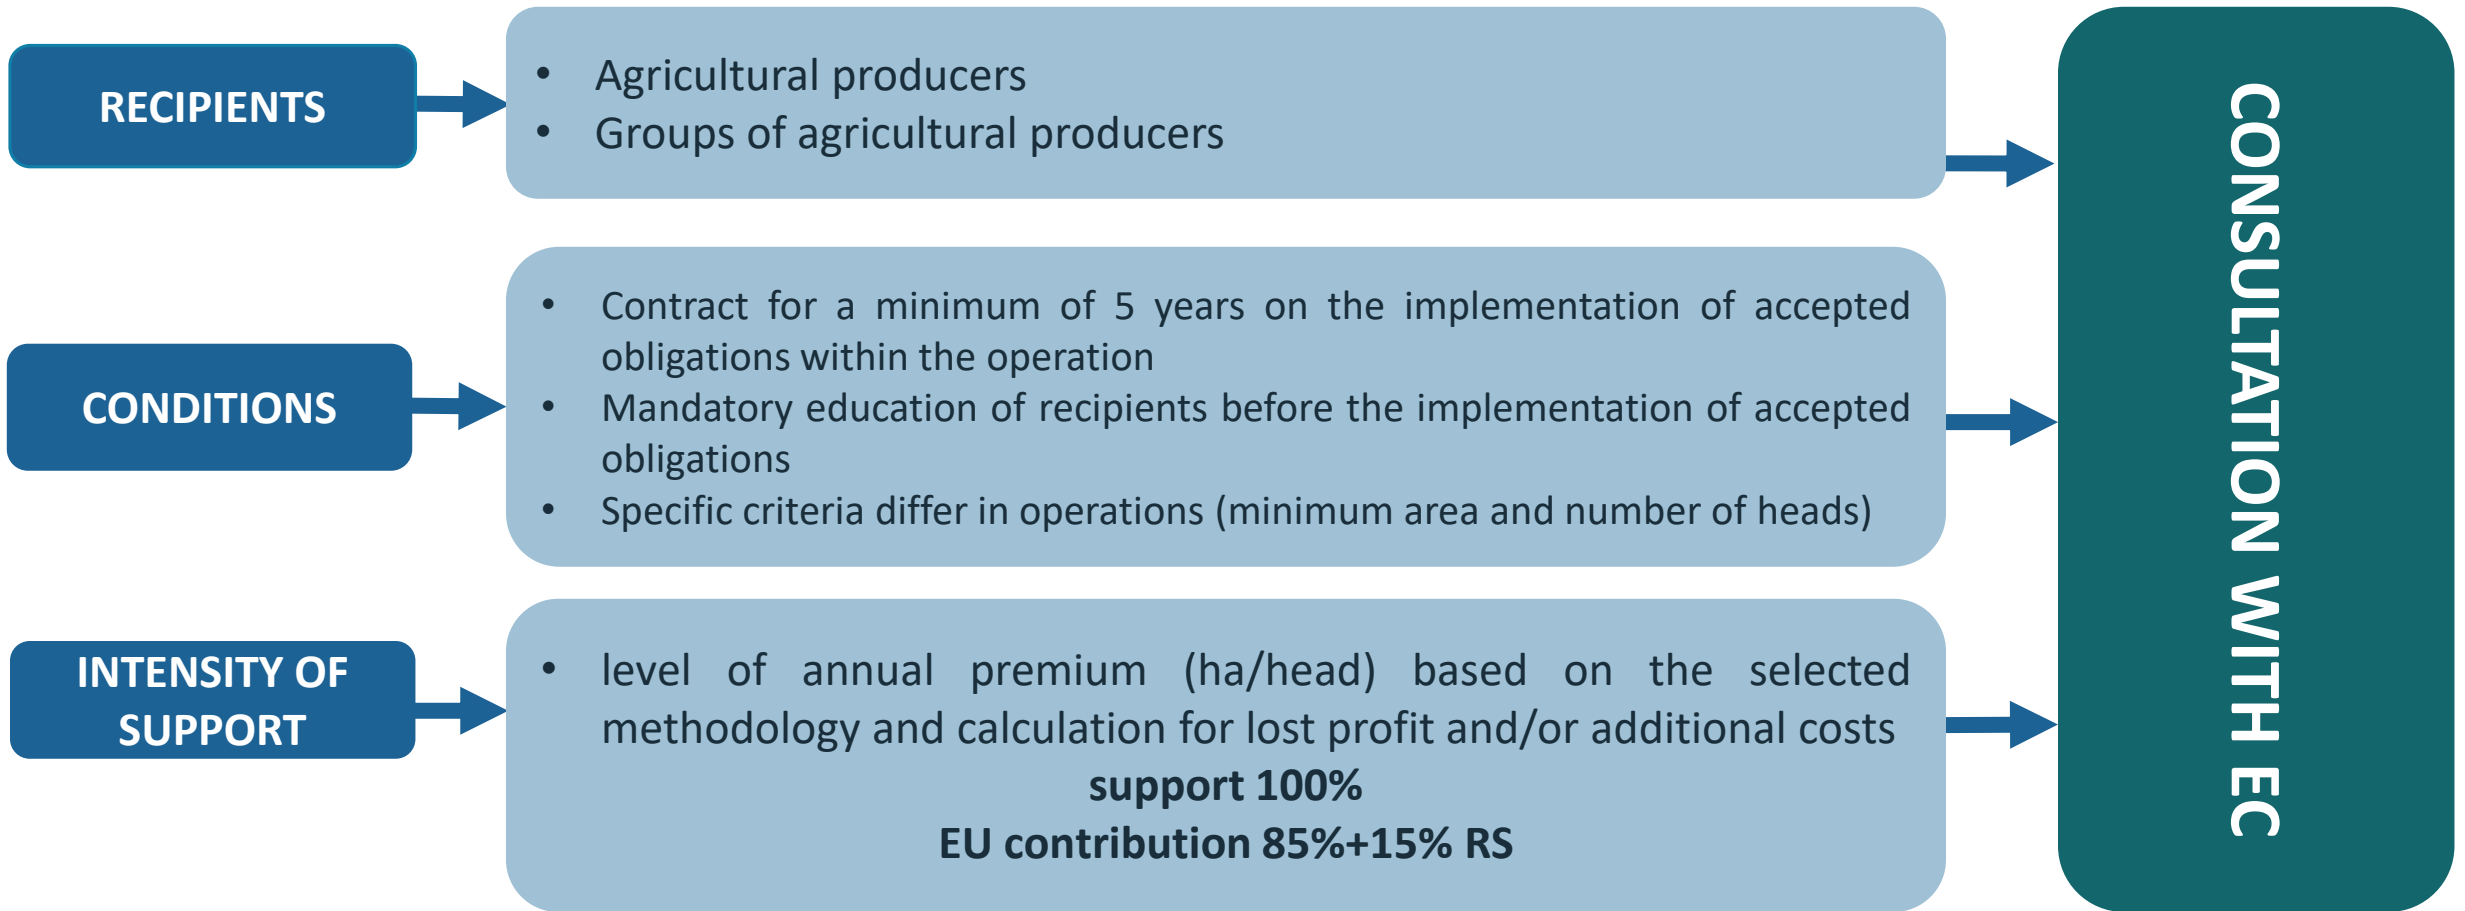 RECIPIENTS
• Agricultural producers
• Groups of agricultural producers
CONDITIONS
• Contract for a minimum of 5 years on the implementation of accepted
obligations within the operation
• Mandatory education of recipients before the implementation of accepted
obligations
• Specific criteria differ in operations (minimum area and number of heads)
INTENSITY OF
SUPPORT
• level of annual premium (ha/head) based on the selected
methodology and calculation for lost profit and/or additional costs
support 100%
EU contribution 85%+15% RS
CONSULTATION WITH EC